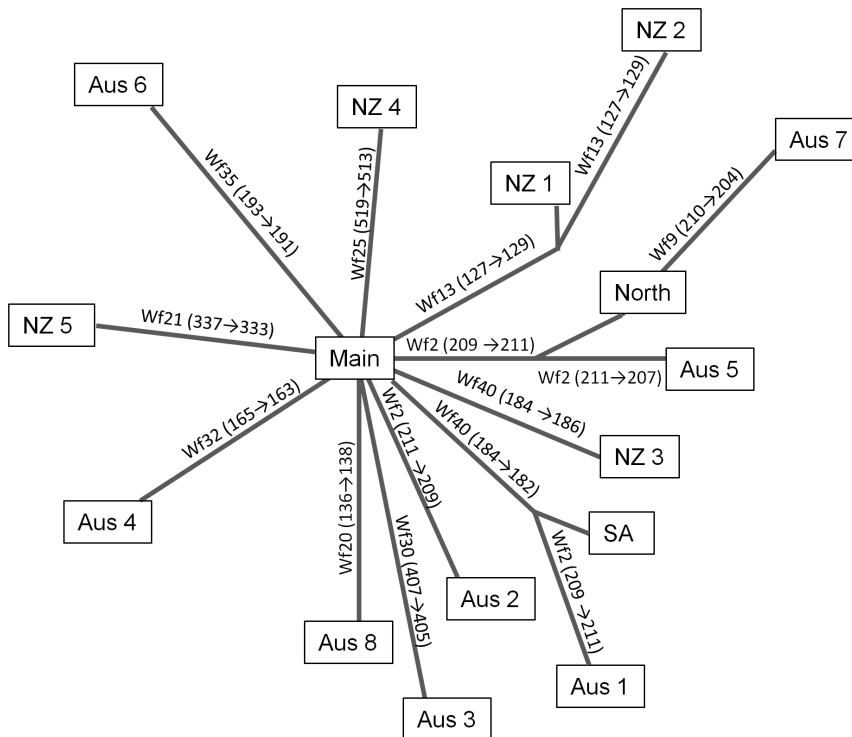 NZ 2
Aus 6
NZ 4
Wf13 (127→129)
Aus 7
NZ 1
Wf35 (193→191)
Wf25 (519→513)
Wf9 (210→204)
Wf13 (127→129)
North
NZ 5
Wf21 (337→333)
Main
Wf2 (209 →211)
Wf2 (211→207)
Aus 5
Wf40 (184 →186)
Wf32 (165→163)
Wf2 (211 →209)
Wf40 (184→182)
NZ 3
Aus 4
Wf20 (136→138)
Wf30 (407→405)
SA
Wf2 (209 →211)
Aus 2
Aus 8
Aus 1
Aus 3